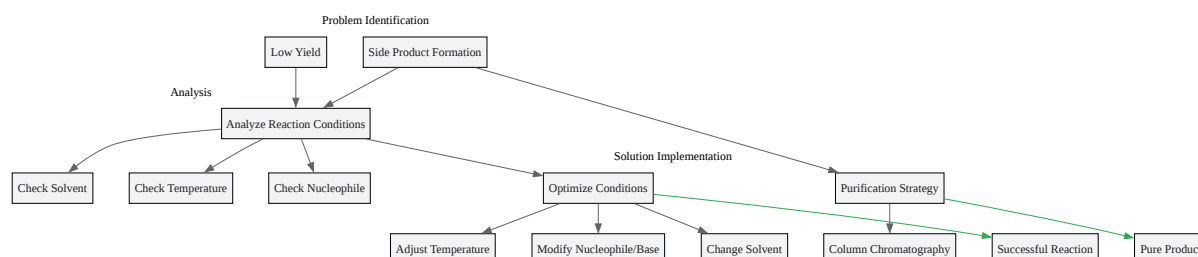 Problem Identification
Low Yield
Side Product Formation
Analysis
Analyze Reaction Conditions
Solution Implementation
Check Solvent
Check Temperature
Check Nucleophile
Optimize Conditions
Purification Strategy
Adjust Temperature
Modify Nucleophile/Base
Change Solvent
Column Chromatography
Successful Reaction
Pure Product